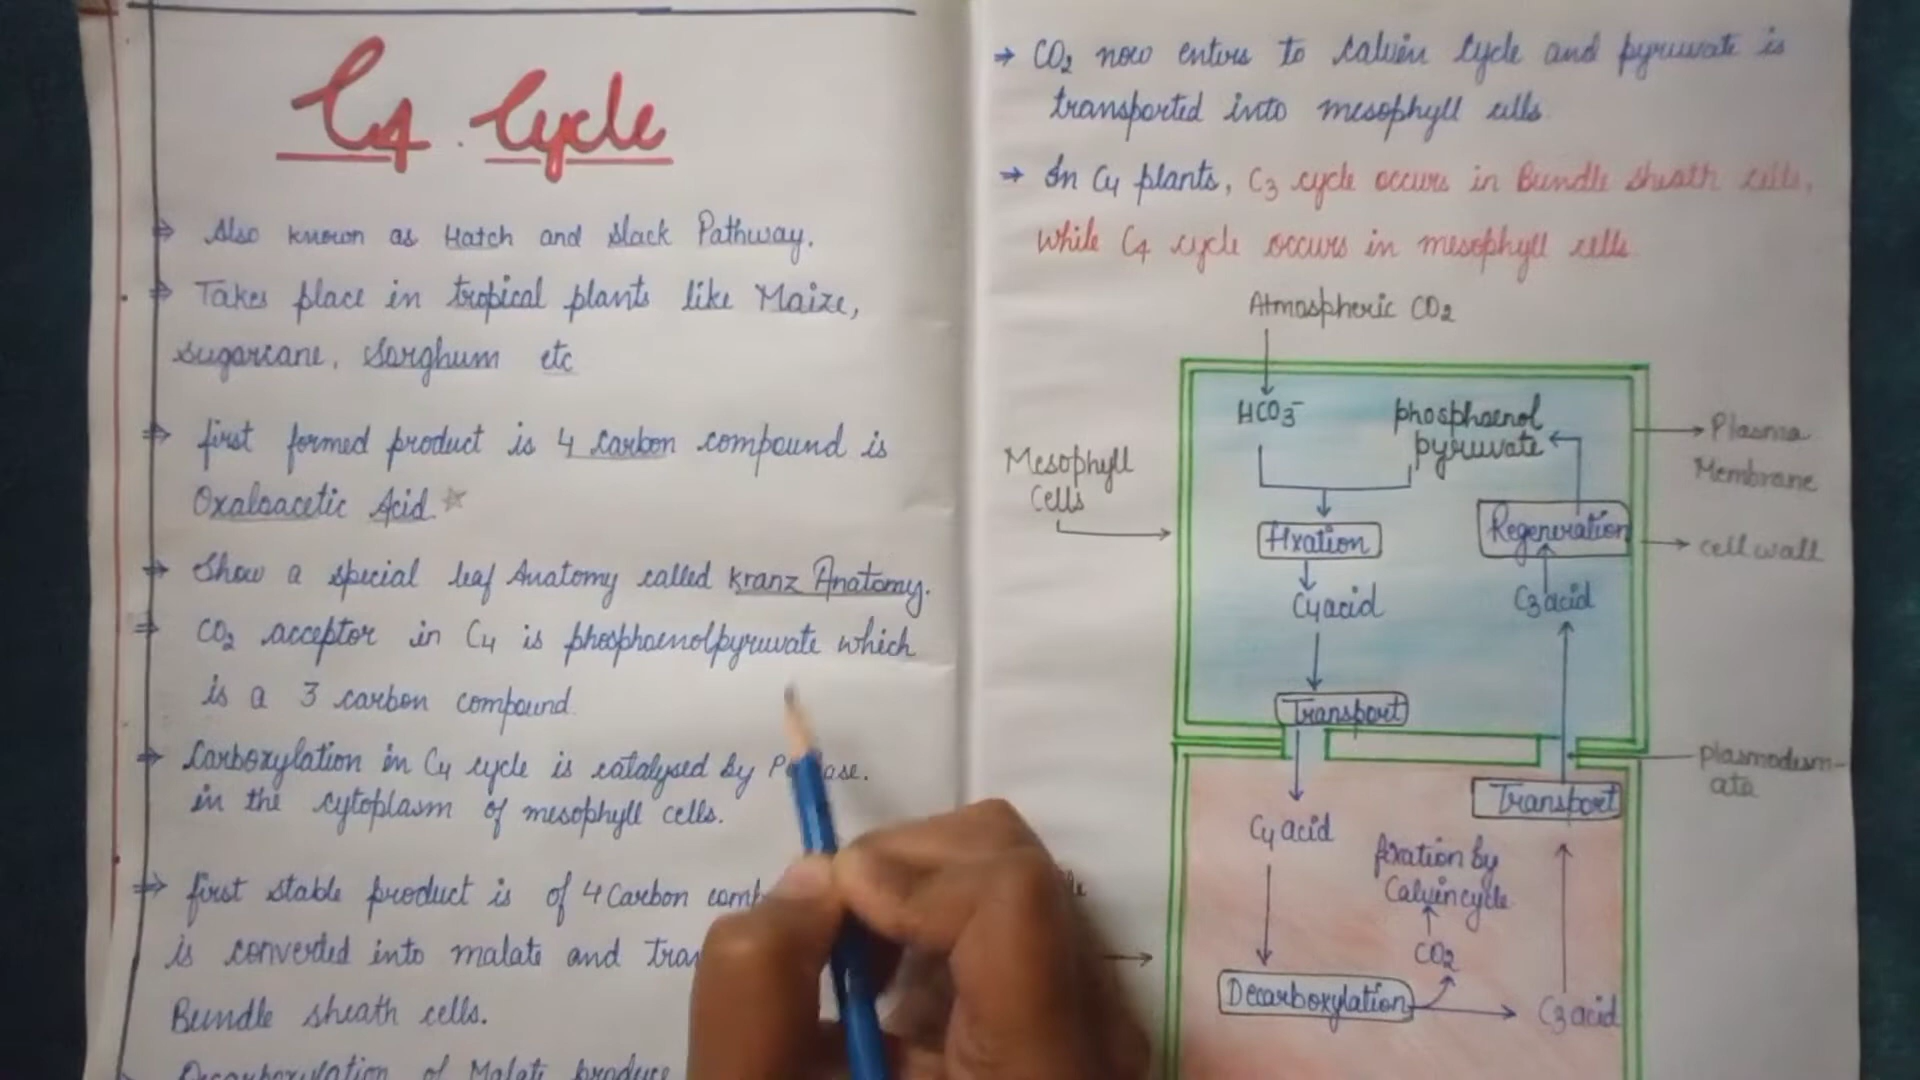 C4 Cycle
⇒ Also known as Hatch and Slack Pathway.
⇒ Takes place in tropical plants like Maize,
Sugarcane, Sorghum etc
⇒ first formed product is 4 carbon compound is
Oxaloacetic Acid ☆
⇒ Show a special leaf Anatomy called Kranz Anatomy.
⇒ CO2 acceptor in C4 is phosphoenolpyruvate which
is a 3 carbon compound.
⇒ Carboxylation in C4 cycle is catalysed by
in the cytoplasm of mesophyll cells.
⇒ first stable product is of 4 Carbon
is converted into malate and
Bundle sheath cells.
Decarboxylation of Malate produce
→ CO2 now enters to Calvin Cycle and pyruvate is
transported into mesophyll cells.
⇒ In C4 plants, C3 cycle occurs in Bundle sheath cells,
While C4 cycle occurs in mesophyll cells
Atmospheric CO2
HCO3-
phosphoenol
pyruvate
Mesophyll
Cells
Plasma
Membrane
Fixation
Regeneration
cell wall
C4 acid
C3 acid
Transport
plasmodesm-
ata
Transport
C4 acid
fixation by
Calvin cycle
CO2
Decarboxylation
C3 acid